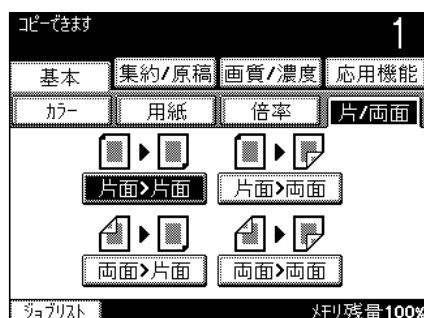 コピーできます
1
基本 集約/原稿 画質/濃度 応用機能
カラー 用紙 倍率 片/両面
片面>片面 片面>両面
両面>片面 両面>両面
ジョブリスト メモリ残量100%